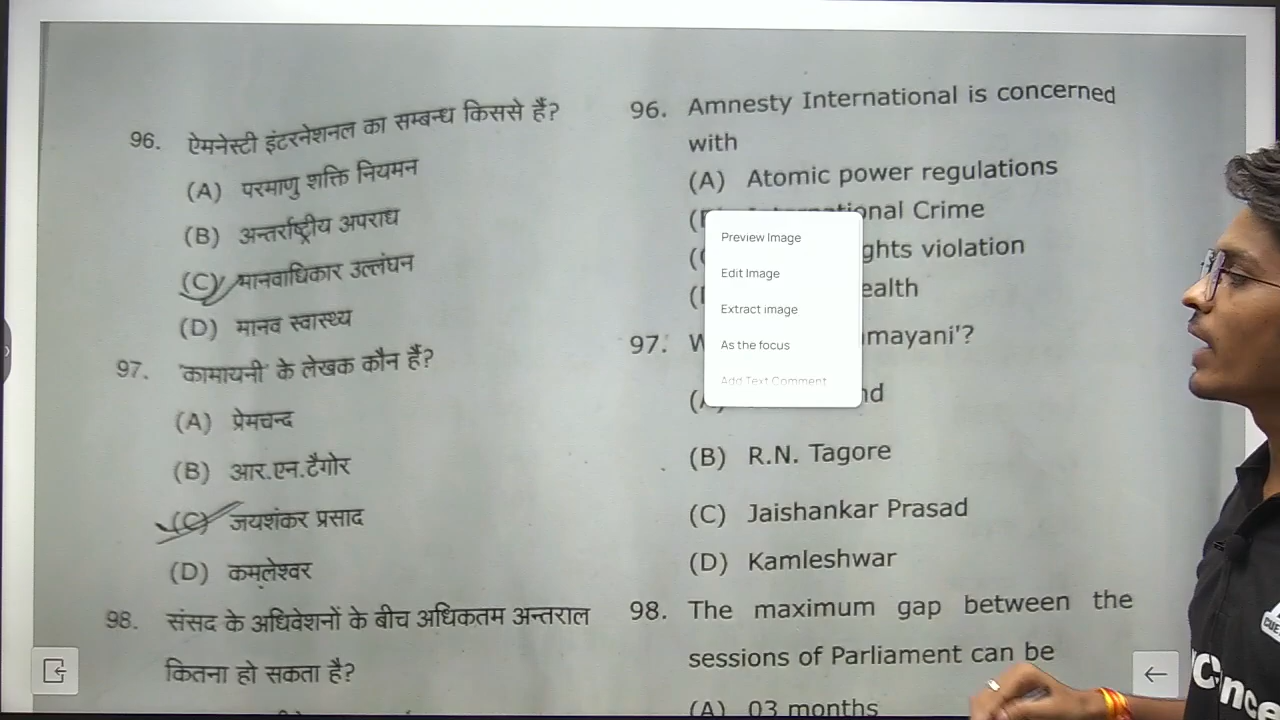 96. ऐमनेस्टी इंटरनेशनल का सम्बन्ध किससे हैं?
(A) परमाणु शक्ति नियमन
(B) अन्तर्राष्ट्रीय अपराध
(C) मानवाधिकार उल्लंघन
(D) मानव स्वास्थ्य
97. 'कामायनी' के लेखक कौन हैं?
(A) प्रेमचन्द
(B) आर.एन.टैगोर
(C) जयशंकर प्रसाद
(D) कमलेश्वर
98. संसद के अधिवेशनों के बीच अधिकतम अन्तराल
कितना हो सकता है?
96. Amnesty International is concerned
with
(A) Atomic power regulations
onal Crime
ghts violation
ealth
97. W mayani'?
nd
(B) R.N. Tagore
(C) Jaishankar Prasad
(D) Kamleshwar
98. The maximum gap between the
sessions of Parliament can be
(A) 03 months
Preview Image
Edit Image
Extract image
As the focus
Add Text Comment